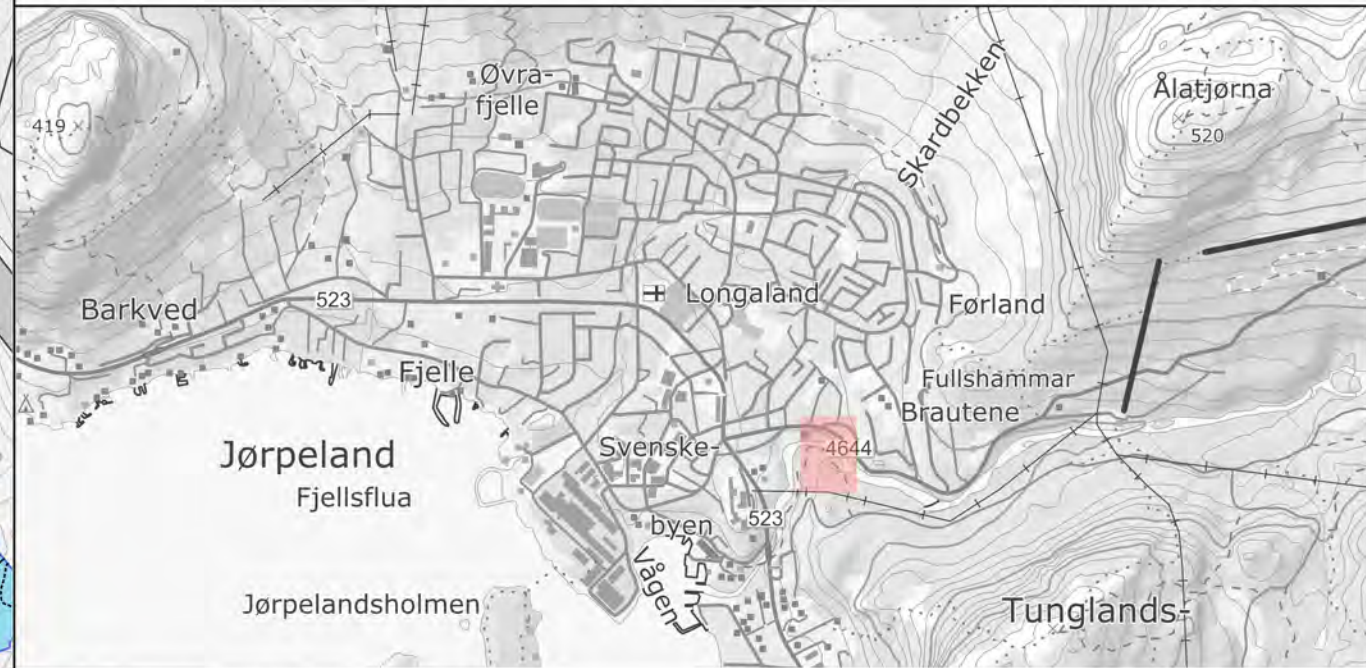 Øvra-
fjelle
Skardbekken
Ålatjørna
520
419
Barkved
523
Longaland
Førland
Fjelle
Fullshammar
Brautene
Jørpeland
Svenske-
4644
Fjellsflua
byen
523
Vågen
Jørpelandsholmen
Tunglands-